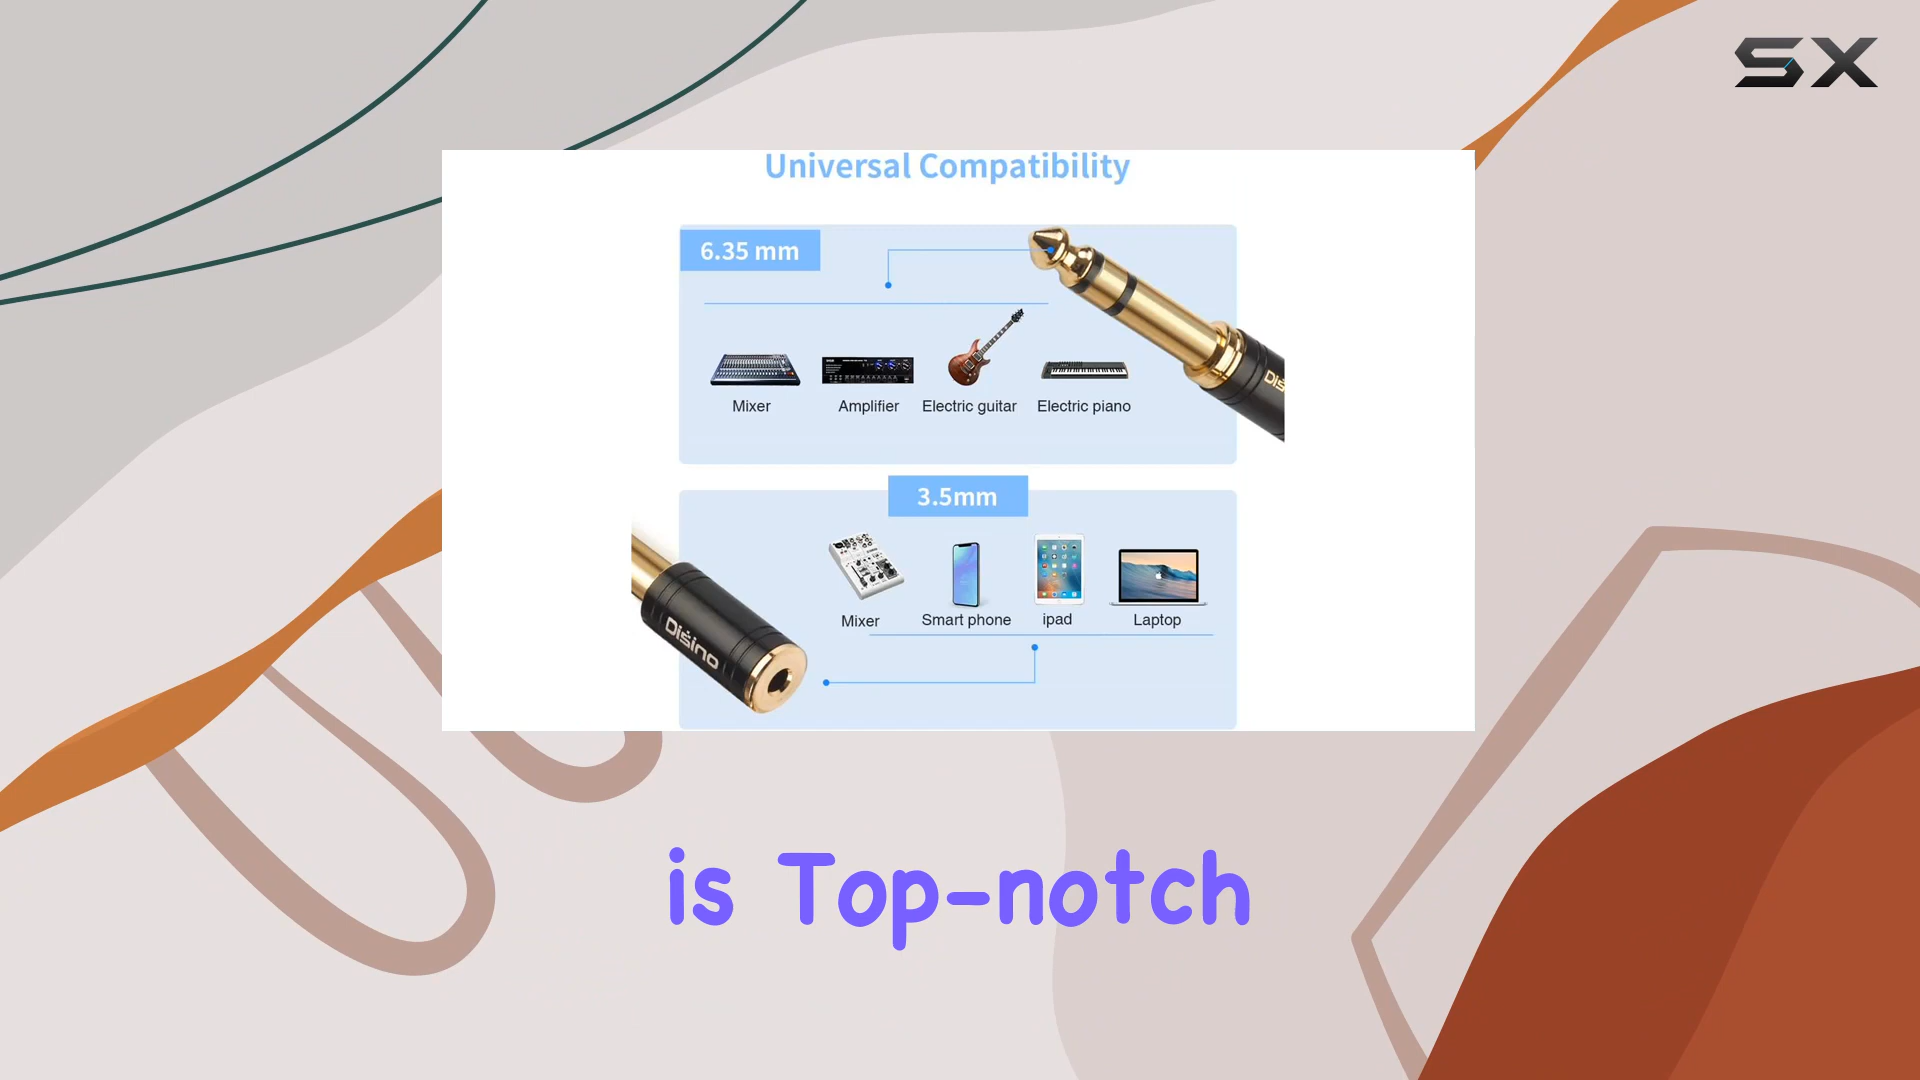 SX
Universal Compatibility
6.35 mm
Mixer Amplifier Electric guitar Electric piano
3.5mm
Mixer Smart phone ipad Laptop
Disino
is Top-notch